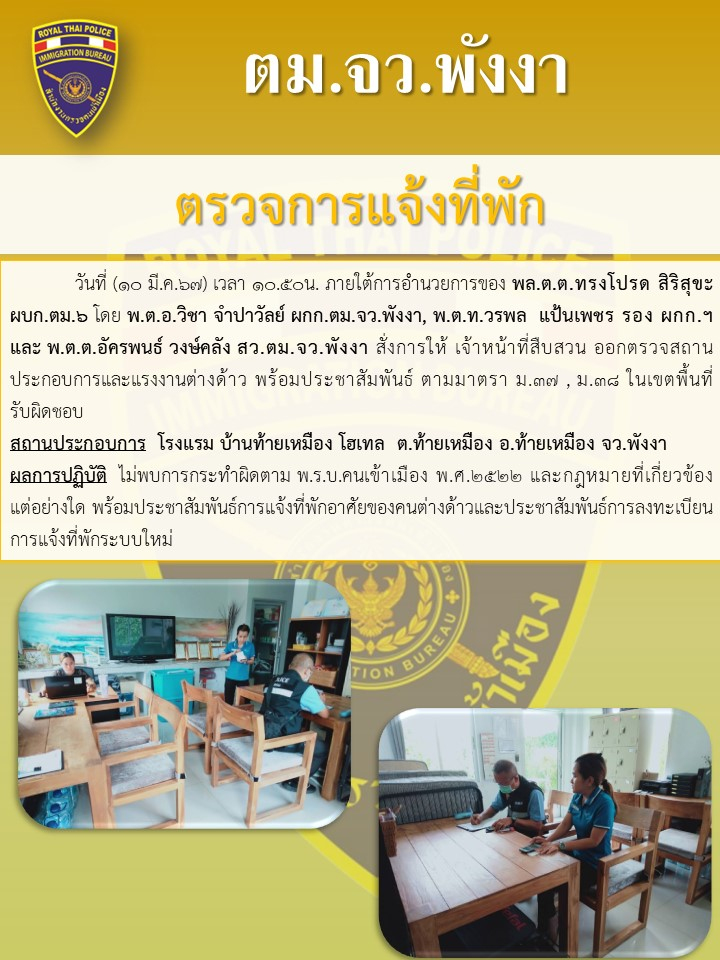 ROYAL THAI POLICE
IMMIGRATION BUREAU
สำนักงานตรวจคนเข้าเมือง
ตม.จว.พังงา
ตรวจการแจ้งที่พัก
วันที่ (๑๐ มี.ค.๖๗) เวลา ๑๐.๕๐น. ภายใต้การอำนวยการของ พล.ต.ต.ทรงโปรด สิริสุขะ
ผบก.ตม.๖ โดย พ.ต.อ.วิชา จำปาวัลย์ ผกก.ตม.จว.พังงา, พ.ต.ท.วรพล แป้นเพชร รอง ผกก.ฯ
และ พ.ต.ต.อัครพนธ์ วงษ์คลัง สว.ตม.จว.พังงา สั่งการให้ เจ้าหน้าที่สืบสวน ออกตรวจสถาน
ประกอบการและแรงงานต่างด้าว พร้อมประชาสัมพันธ์ ตามมาตรา ม.๓๗ , ม.๓๘ ในเขตพื้นที่
รับผิดชอบ
สถานประกอบการ โรงแรม บ้านท้ายเหมือง โฮเทล ต.ท้ายเหมือง อ.ท้ายเหมือง จว.พังงา
ผลการปฏิบัติ ไม่พบการกระทำผิดตาม พ.ร.บ.คนเข้าเมือง พ.ศ.๒๕๒๒ และกฎหมายที่เกี่ยวข้อง
แต่อย่างใด พร้อมประชาสัมพันธ์การแจ้งที่พักอาศัยของคนต่างด้าวและประชาสัมพันธ์การลงทะเบียน
การแจ้งที่พักระบบใหม่